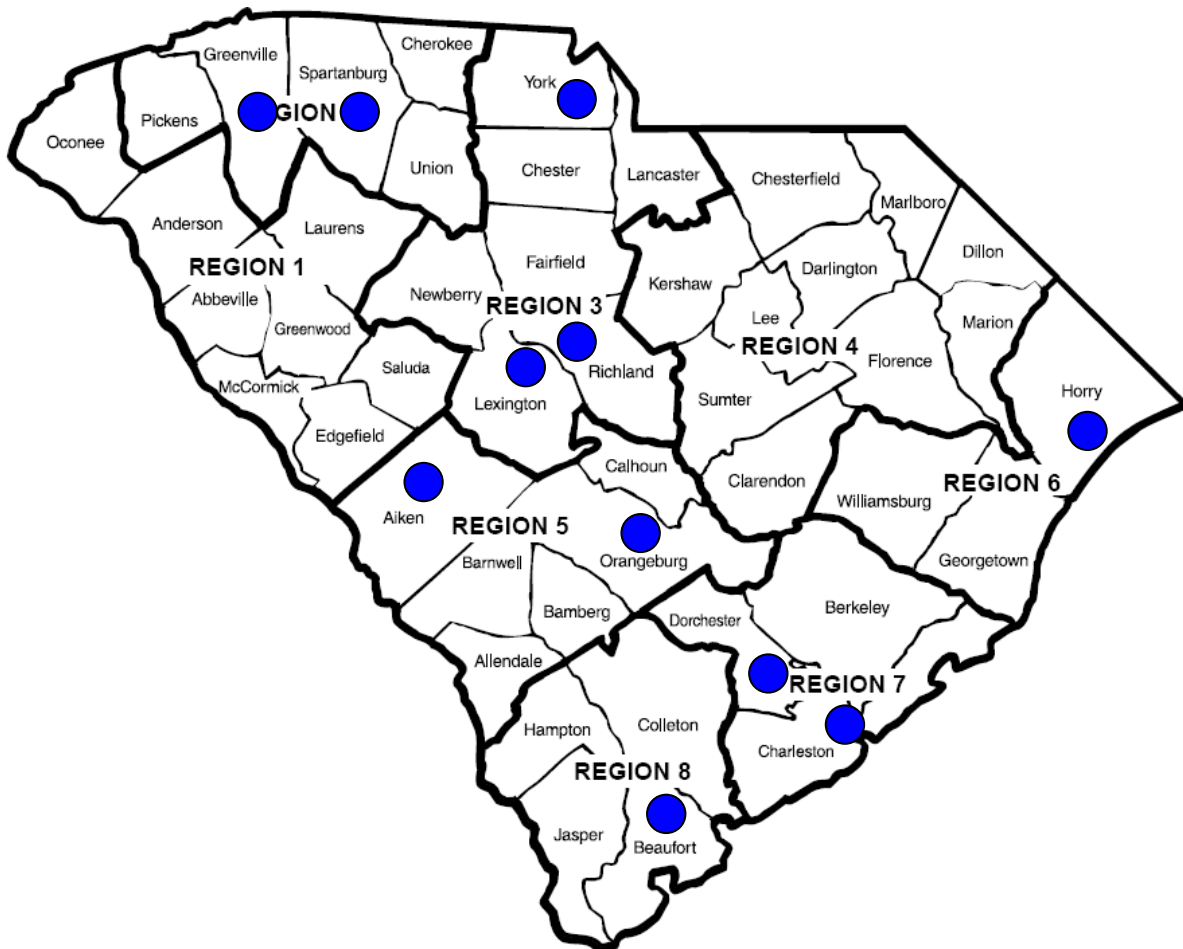 Cherokee
Greenville
Spartanburg
York
GION
Pickens
Oconee
Union
Chester
Lancaster
Chesterfield
Marlboro
Anderson
Laurens
Dillon
REGION 1
Fairfield
Darlington
Kershaw
Abbeville
Newberry
REGION 3
Greenwood
Lee
Marion
REGION 4
Florence
Saluda
Richland
McCormick
Lexington
Sumter
Horry
Edgefield
Calhoun
Clarendon
REGION 6
Williamsburg
Aiken
REGION 5
Orangeburg
Georgetown
Barnwell
Bamberg
Berkeley
Dorchester
Allendale
REGION 7
Colleton
Hampton
Charleston
REGION 8
Jasper
Beaufort